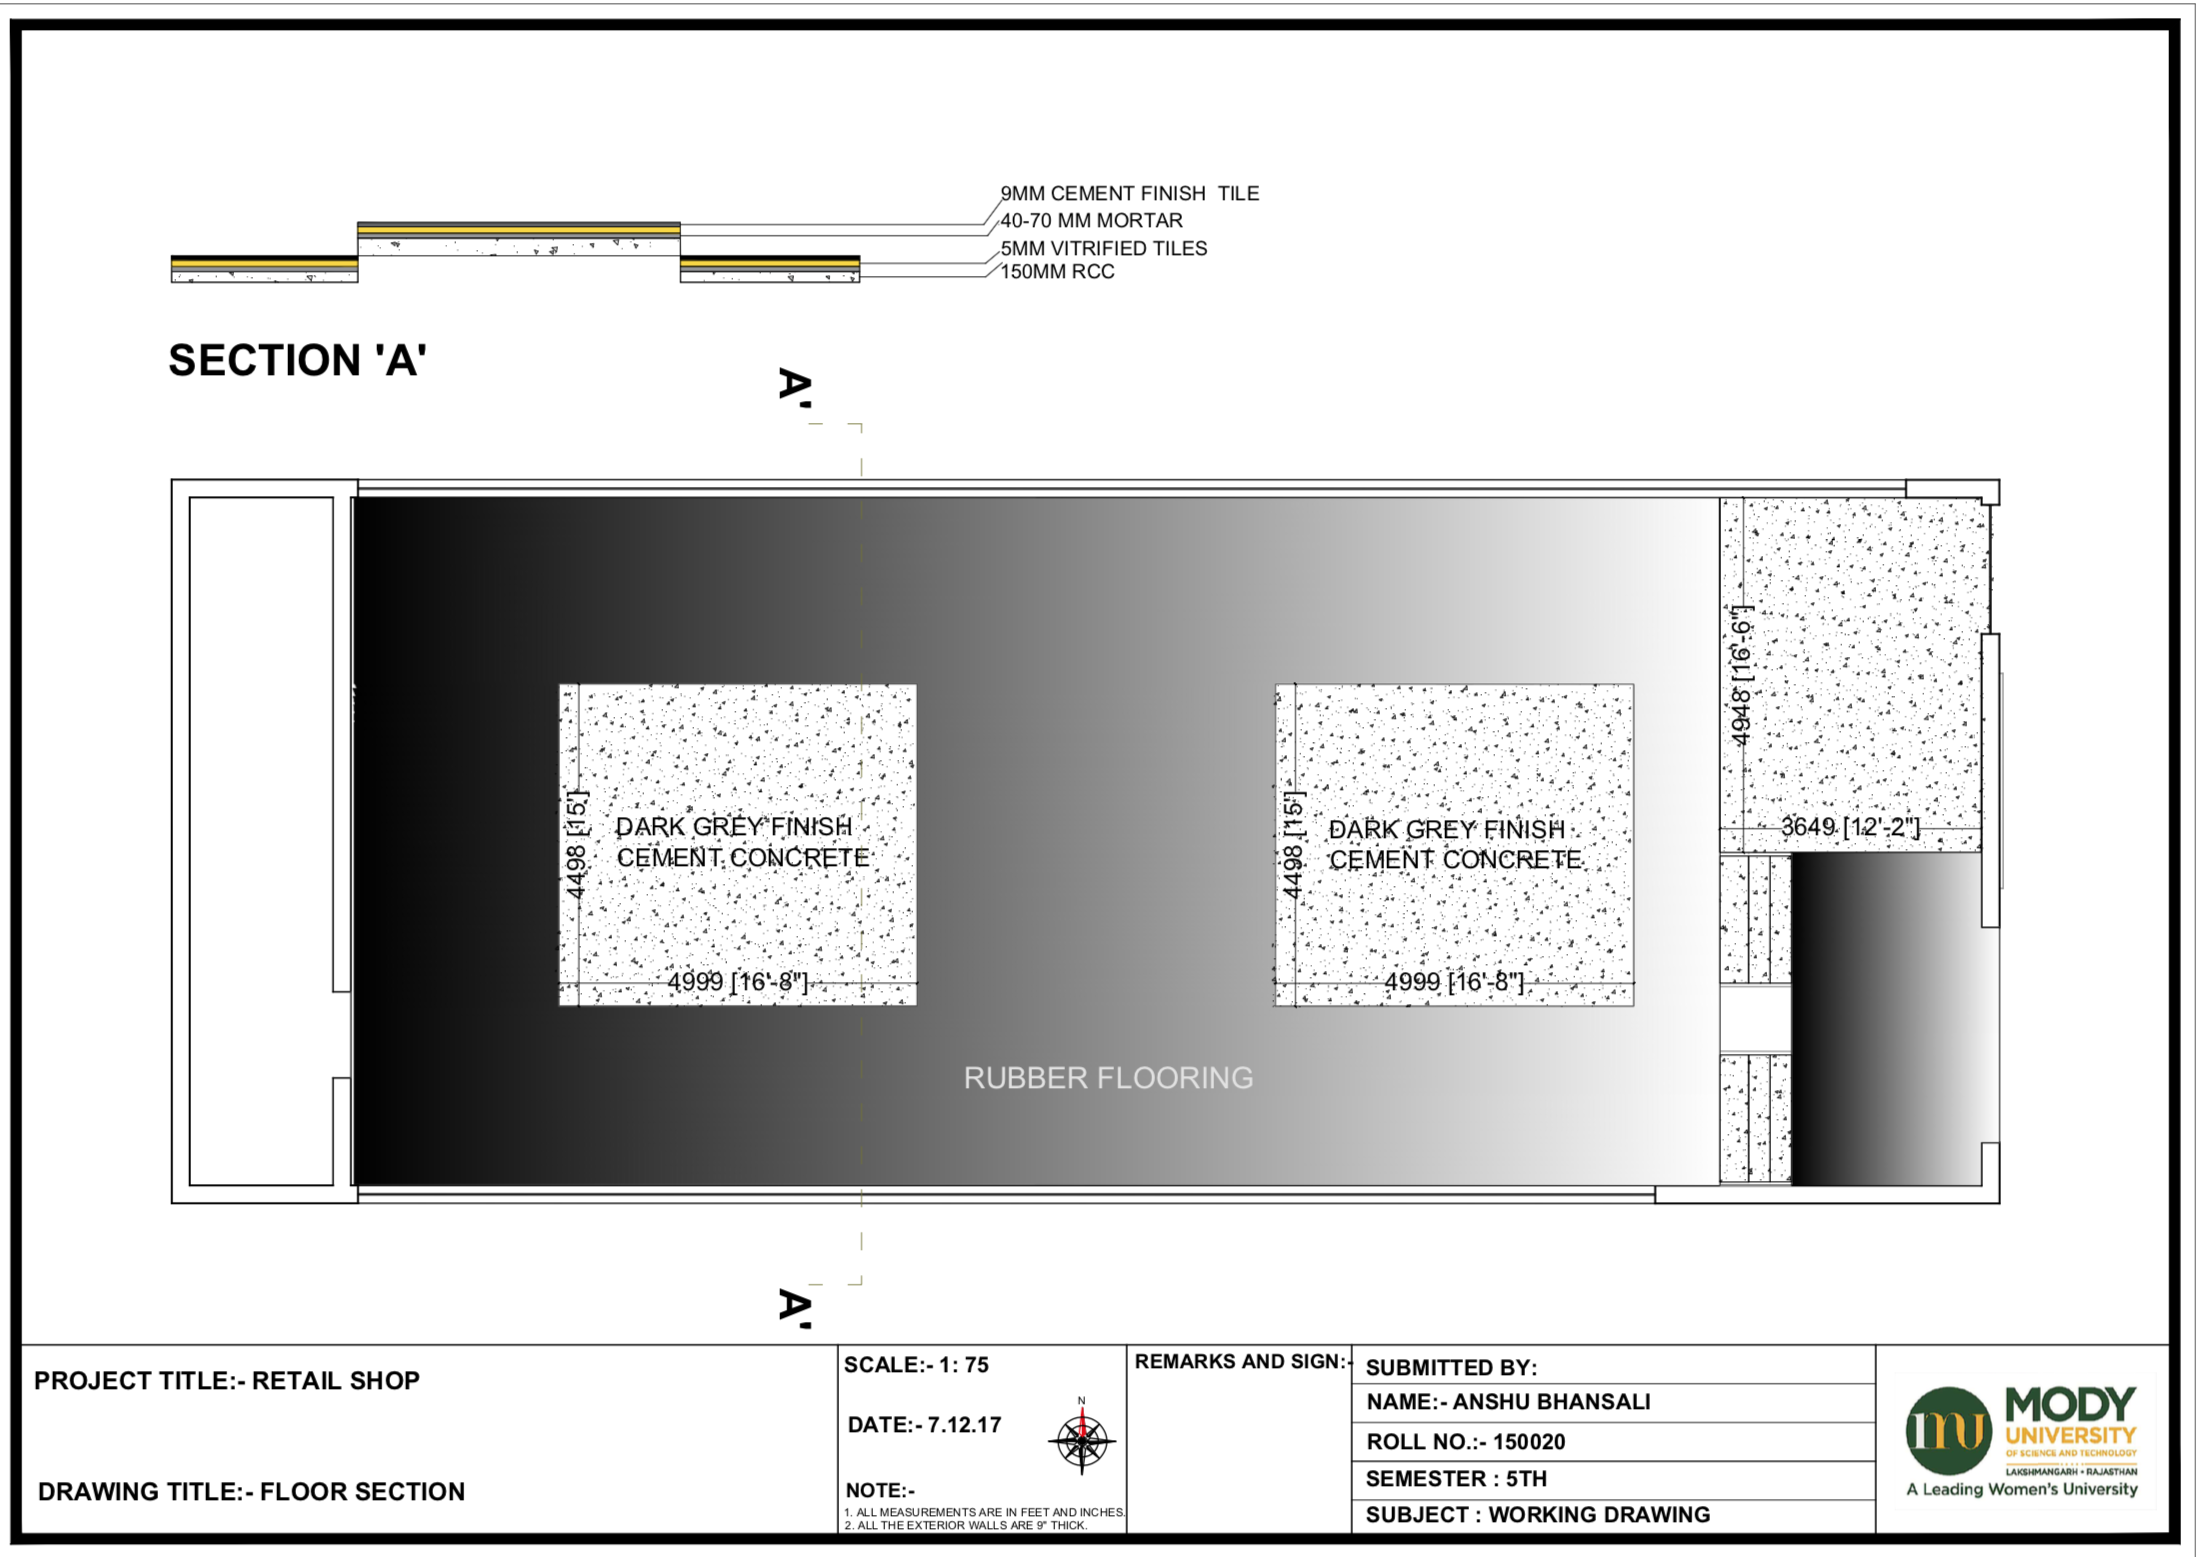 9MM CEMENT FINISH  TILE
40-70 MM MORTAR
5MM VITRIFIED TILES
150MM RCC
SECTION 'A'
A'
4948 [16'-6"]
3649 [12'-2"]
4498 [15']
DARK GREY FINISH
CEMENT CONCRETE
4999 [16'-8"]
4498 [15']
DARK GREY FINISH
CEMENT CONCRETE
4999 [16'-8"]
RUBBER FLOORING
A'
PROJECT TITLE:- RETAIL SHOP
DRAWING TITLE:- FLOOR SECTION
SCALE:- 1: 75
DATE:- 7.12.17
N
NOTE:-
1. ALL MEASUREMENTS ARE IN FEET AND INCHES.
2. ALL THE EXTERIOR WALLS ARE 9" THICK.
REMARKS AND SIGN:-
SUBMITTED BY:
NAME:- ANSHU BHANSALI
ROLL NO.:- 150020
SEMESTER : 5TH
SUBJECT : WORKING DRAWING
mu
MODY
UNIVERSITY
OF SCIENCE AND TECHNOLOGY
LAKSHMANGARH • RAJASTHAN
A Leading Women's University